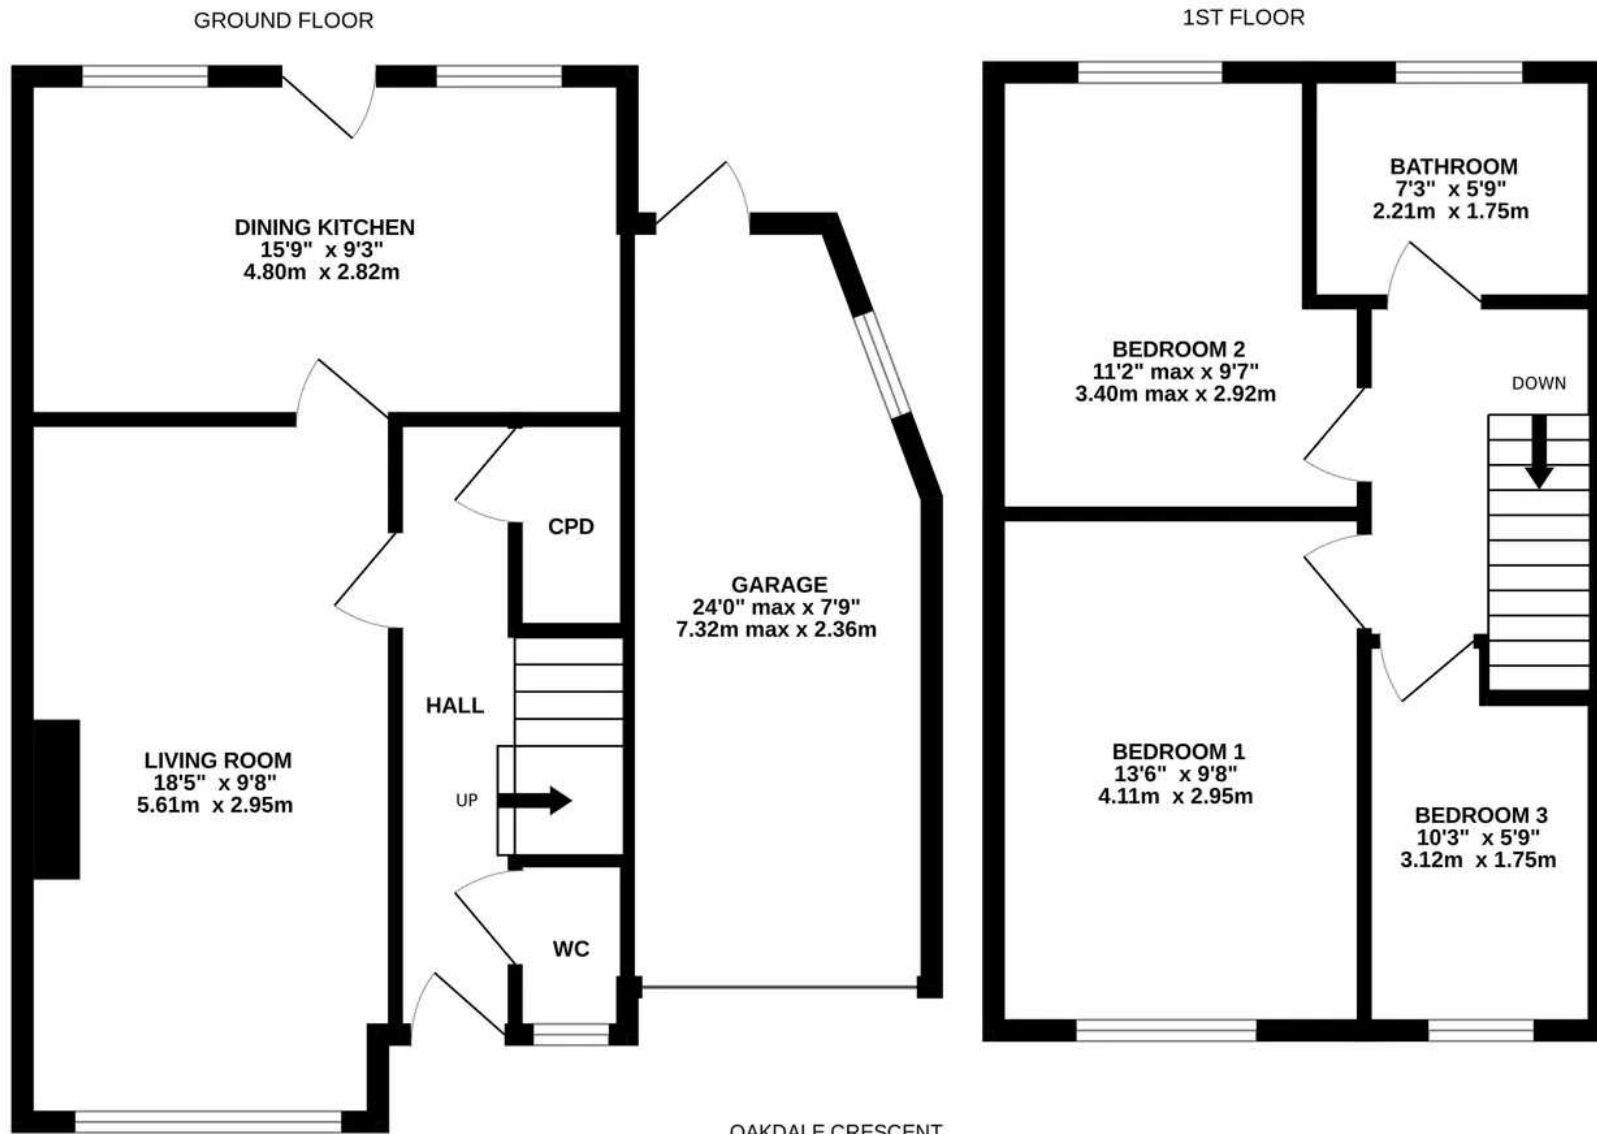 GROUND FLOOR
1ST FLOOR
DINING KITCHEN
15'9" x 9'3"
4.80m x 2.82m
CPD
HALL
UP
LIVING ROOM
18'5" x 9'8"
5.61m x 2.95m
WC
GARAGE
24'0" max x 7'9"
7.32m max x 2.36m
BATHROOM
7'3" x 5'9"
2.21m x 1.75m
BEDROOM 2
11'2" max x 9'7"
3.40m max x 2.92m
DOWN
BEDROOM 1
13'6" x 9'8"
4.11m x 2.95m
BEDROOM 3
10'3" x 5'9"
3.12m x 1.75m
OAKDALE CRESCENT